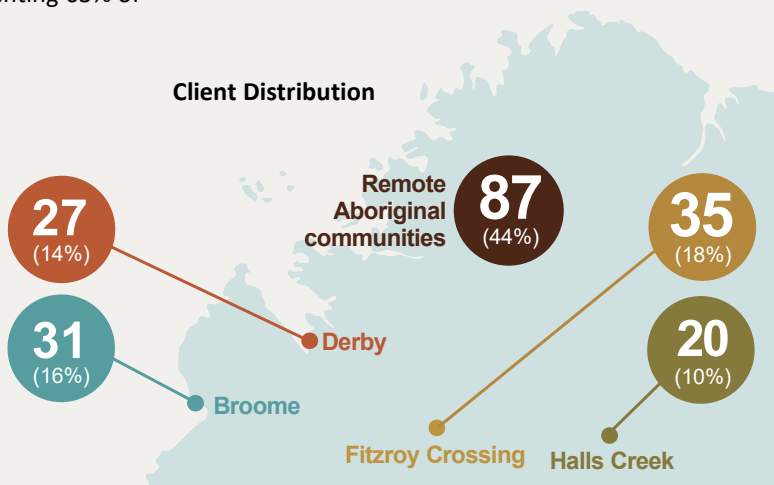 Client Distribution
Remote
Aboriginal
communities
87
(44%)
27
(14%)
35
(18%)
31
(16%)
20
(10%)
Derby
Broome
Fitzroy Crossing
Halls Creek